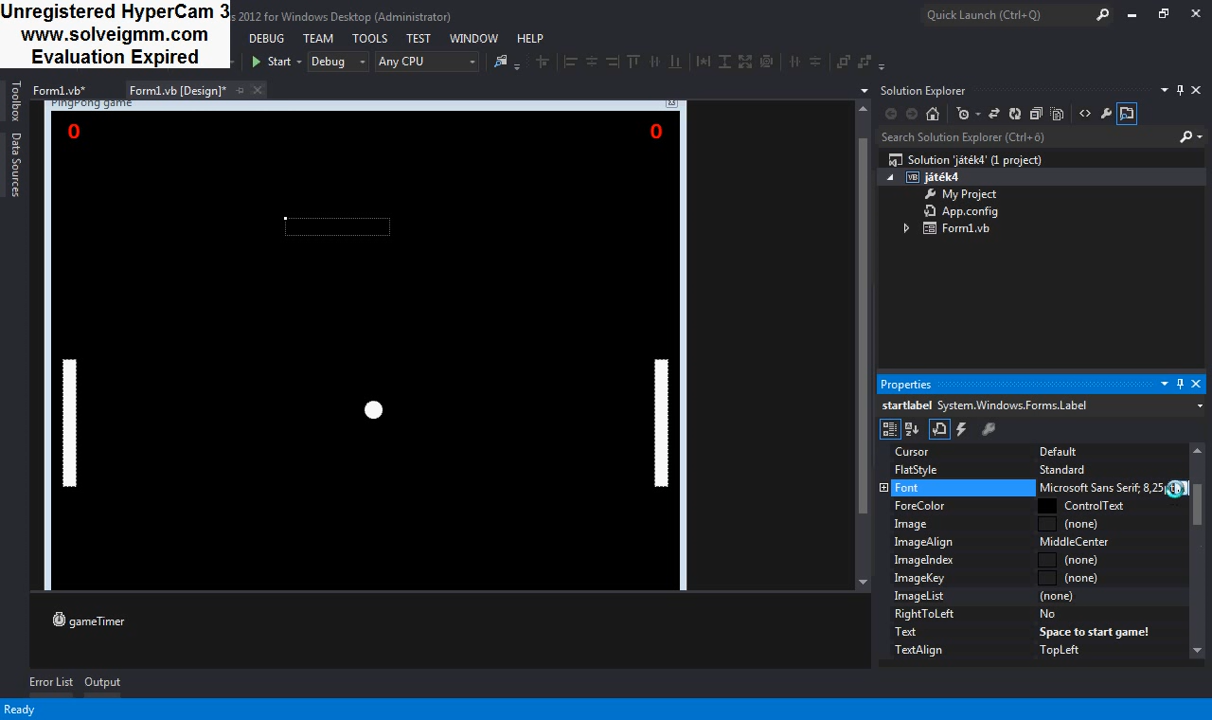 Unregistered HyperCam 3
www.solveigmm.com
Evaluation Expired
2012 for Windows Desktop (Administrator)
Quick Launch (Ctrl+Q)
DEBUG TEAM TOOLS TEST WINDOW HELP
Start Debug Any CPU
Form1.vb* Form1.vb [Design]*
Toolbox
Data Sources
PingPong game
0 0
gameTimer
Solution Explorer
Search Solution Explorer (Ctrl+ó)
Solution 'játék4' (1 project)
játék4
My Project
App.config
Form1.vb
Properties
startlabel System.Windows.Forms.Label
Cursor Default
FlatStyle Standard
Font Microsoft Sans Serif; 8,25
ForeColor ControlText
Image (none)
ImageAlign MiddleCenter
ImageIndex (none)
ImageKey (none)
ImageList (none)
RightToLeft No
Text Space to start game!
TextAlign TopLeft
Error List Output
Ready